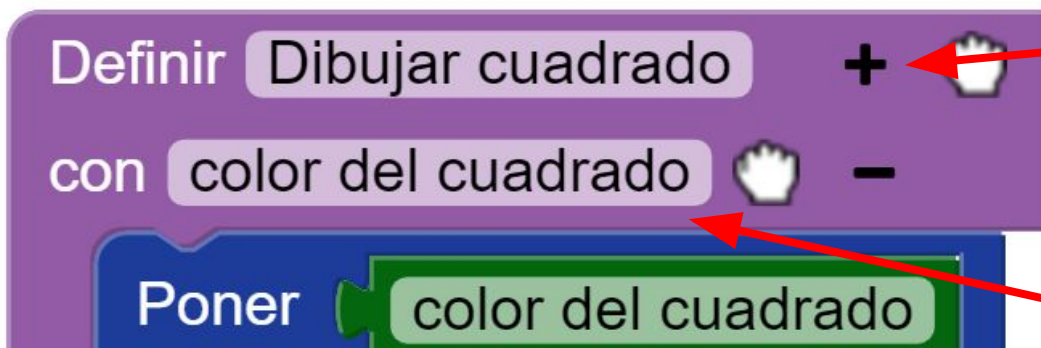 Definir Dibujar cuadrado +
con color del cuadrado −
Poner color del cuadrado